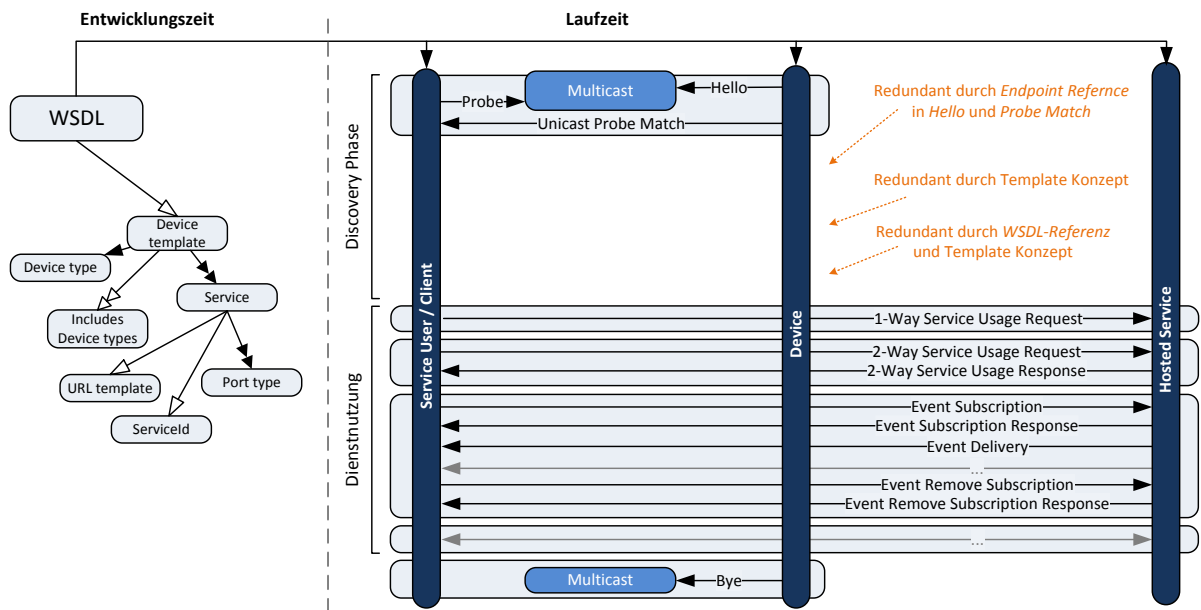 Entwicklungszeit
Laufzeit
WSDL
Device
template
Device type
Includes
Device types
Service
URL template
Port type
ServiceId
Discovery Phase
Dienstnutzung
Service User / Client
Device
Hosted Service
Multicast
Hello
Probe
Unicast Probe Match
Redundant durch Endpoint Refernce
in Hello und Probe Match
Redundant durch Template Konzept
Redundant durch WSDL-Referenz
und Template Konzept
1-Way Service Usage Request
2-Way Service Usage Request
2-Way Service Usage Response
Event Subscription
Event Subscription Response
Event Delivery
...
Event Remove Subscription
Event Remove Subscription Response
...
Multicast
Bye